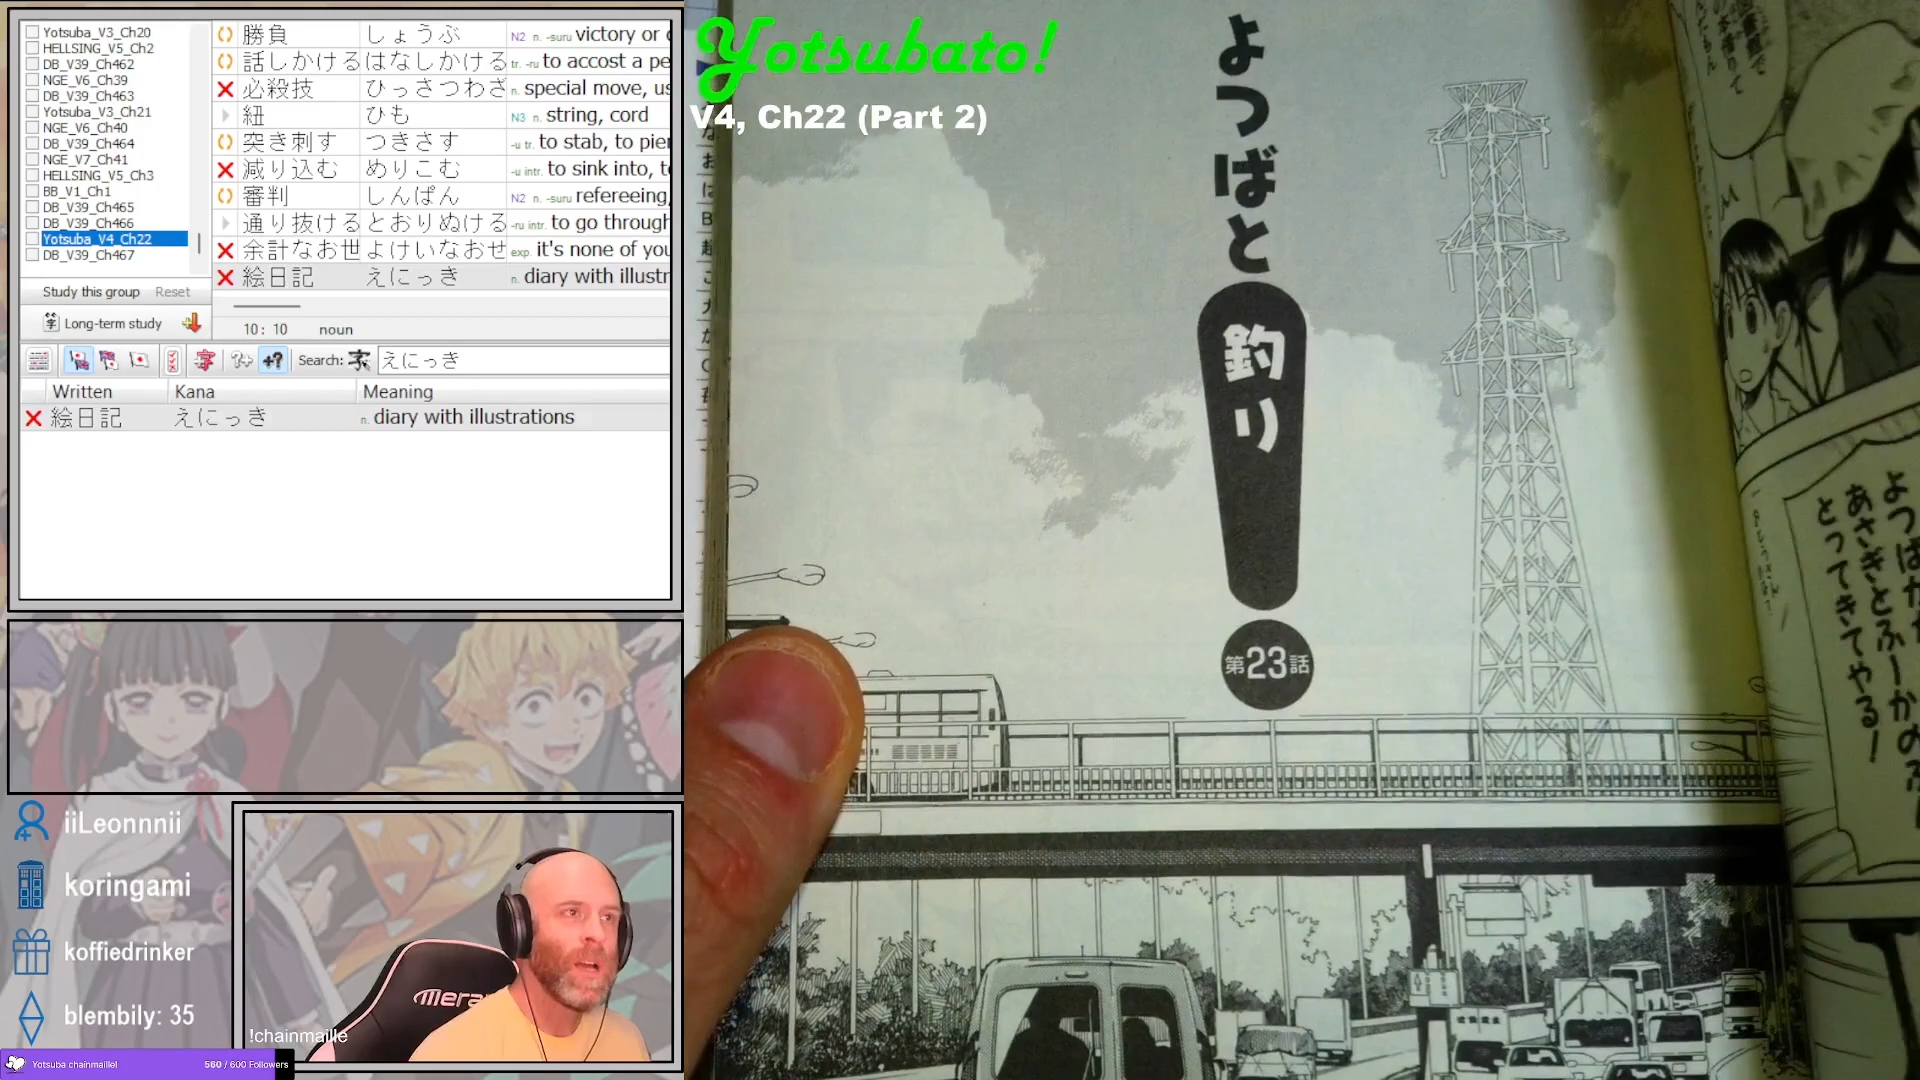 Yotsuba_V3_Ch20
HELLSING_V5_Ch2
DB_V39_Ch462
NGE_V6_Ch39
DB_V39_Ch463
Yotsuba_V3_Ch21
NGE_V6_Ch40
DB_V39_Ch464
NGE_V7_Ch41
HELLSING_V5_Ch3
BB_V1_Ch1
DB_V39_Ch465
DB_V39_Ch466
Yotsuba_V4_Ch22
DB_V39_Ch467
Study this group Reset
Long-term study
勝負 しょうぶ N2 n. -suru victory or
話しかける はなしかける tr. -ru to accost a
必殺技 ひっさつわざ n. special move,
紐 ひも N3 n. string, cord
突き刺す つきさす -u tr. to stab, to
減り込む めりこむ -u intr. to sink into,
審判 しんぱん N2 n. -suru refereeing,
通り抜ける とおりぬける -ru intr. to go through
余計なお世 よけいなおせ exp. it's none of
絵日記 えにっき n. diary with
10: 10 noun
Search: えにっき
Written Kana Meaning
絵日記 えにっき n. diary with illustrations
Yotsubato!
V4, Ch22 (Part 2)
よつばと
釣り
第23話
あさぎとふーかの
とってきてやる!
iiLeonnnii
koringami
koffiedrinker
blembily: 35
!chainmaille
Yotsuba chainmaille! 560 / 600 Followers